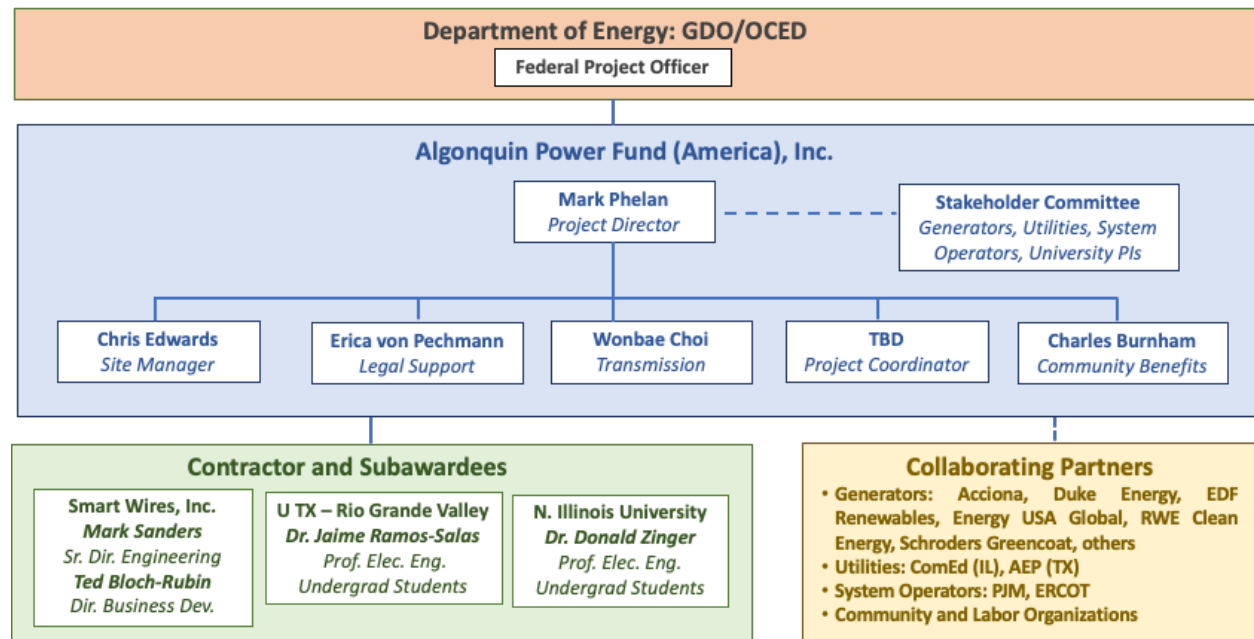 Department of Energy: GDO/OCED
Federal Project Officer
Algonquin Power Fund (America), Inc.
Mark Phelan
Project Director
Stakeholder Committee
Generators, Utilities, System
Operators, University PIs
Chris Edwards
Site Manager
Erica von Pechmann
Legal Support
Wonbae Choi
Transmission
TBD
Project Coordinator
Charles Burnham
Community Benefits
Contractor and Subawardees
Smart Wires, Inc.
Mark Sanders
Sr. Dir. Engineering
Ted Bloch-Rubin
Dir. Business Dev.
U TX – Rio Grande Valley
Dr. Jaime Ramos-Salas
Prof. Elec. Eng.
Undergrad Students
N. Illinois University
Dr. Donald Zinger
Prof. Elec. Eng.
Undergrad Students
Collaborating Partners
• Generators: Acciona, Duke Energy, EDF
Renewables, Energy USA Global, RWE Clean
Energy, Schroders Greencoat, others
• Utilities: ComEd (IL), AEP (TX)
• System Operators: PJM, ERCOT
• Community and Labor Organizations